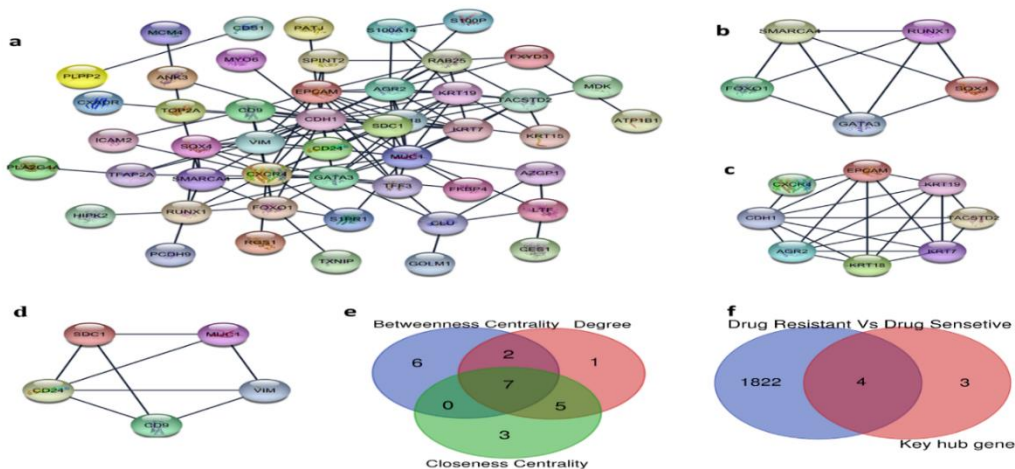 a
MCM4
CDS1
PATJ
S100A14
S100P
PLPP2
ANK3
MYO6
SPINT2
RAB25
FXYD3
EPCAM
AGR2
KRT19
MDK
TOP2A
CD9
TACSTD2
CDH1
SDC1
ATP1B1
ICAM2
SOX4
VIM
KRT7
KRT15
CD24
MUC1
PLA2G4A
TFAP2A
SMARCA4
CXCR4
GATA3
TFF3
FKBP4
AZGP1
HIPK2
RUNX1
FOXO1
S1PR1
CLU
LTF
PCDH9
RGS1
TXNIP
GOLM1
CES1
b
SMARCA4
RUNX1
FOXO1
SOX4
GATA3
c
EPCAM
CXCR4
KRT19
CDH1
TACSTD2
AGR2
KRT7
KRT18
d
SDC1
MUC1
CD24
VIM
CD9
e
Betweenness Centrality
Degree
6
2
1
7
0
5
3
Closeness Centrality
f
Drug Resistant Vs Drug Sensetive
1822
4
3
Key hub gene